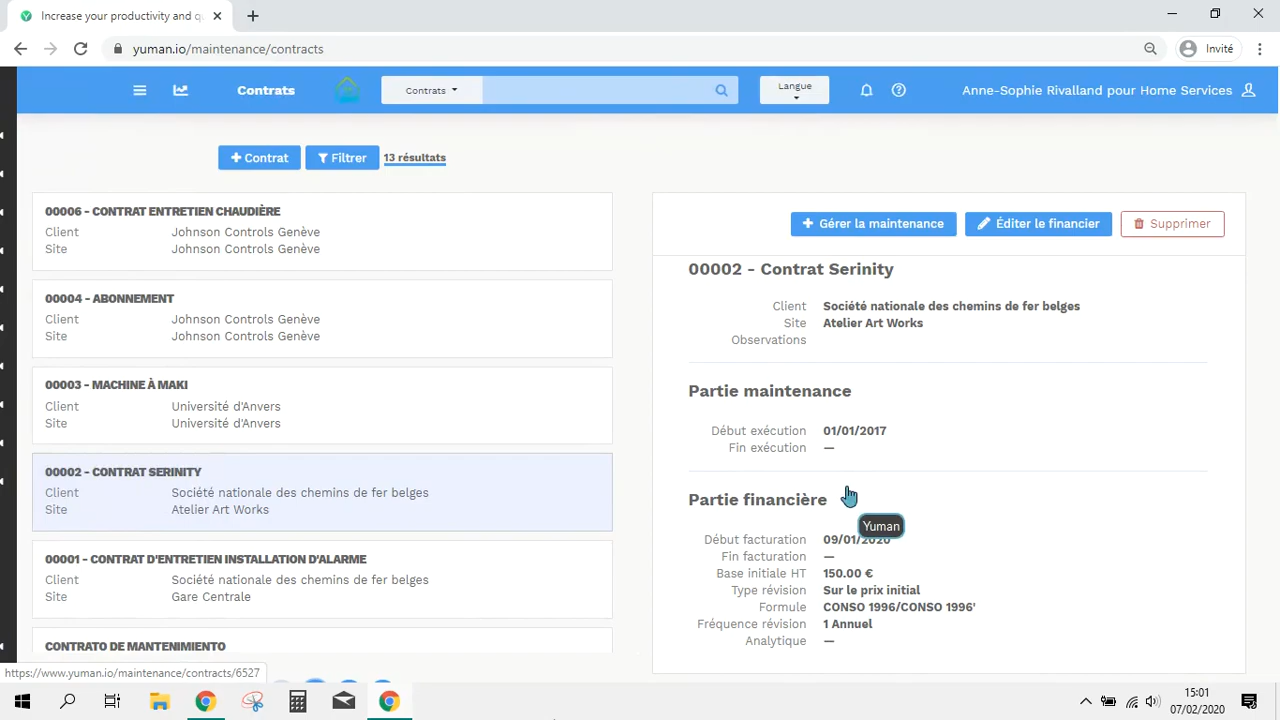 Increase your productivity and qu
yuman.io/maintenance/contracts
Invité
Contrats
Contrats
Langue
Anne-Sophie Rivalland pour Home Services
Contrat
Filtrer
13 résultats
00006 - CONTRAT ENTRETIEN CHAUDIÈRE
Client Johnson Controls Genève
Site Johnson Controls Genève
00004 - ABONNEMENT
Client Johnson Controls Genève
Site Johnson Controls Genève
00003 - MACHINE À MAKI
Client Université d'Anvers
Site Université d'Anvers
00002 - CONTRAT SERINITY
Client Société nationale des chemins de fer belges
Site Atelier Art Works
00001 - CONTRAT D'ENTRETIEN INSTALLATION D'ALARME
Client Société nationale des chemins de fer belges
Site Gare Centrale
CONTRATO DE MANTENIMIENTO
Gérer la maintenance
Éditer le financier
Supprimer
00002 - Contrat Serinity
Client Société nationale des chemins de fer belges
Site Atelier Art Works
Observations
Partie maintenance
Début exécution 01/01/2017
Fin exécution —
Partie financière
Yuman
Début facturation 09/01/2020
Fin facturation —
Base initiale HT 150.00 €
Type révision Sur le prix initial
Formule CONSO 1996/CONSO 1996'
Fréquence révision 1 Annuel
Analytique —
https://www.yuman.io/maintenance/contracts/6527
15:01
07/02/2020